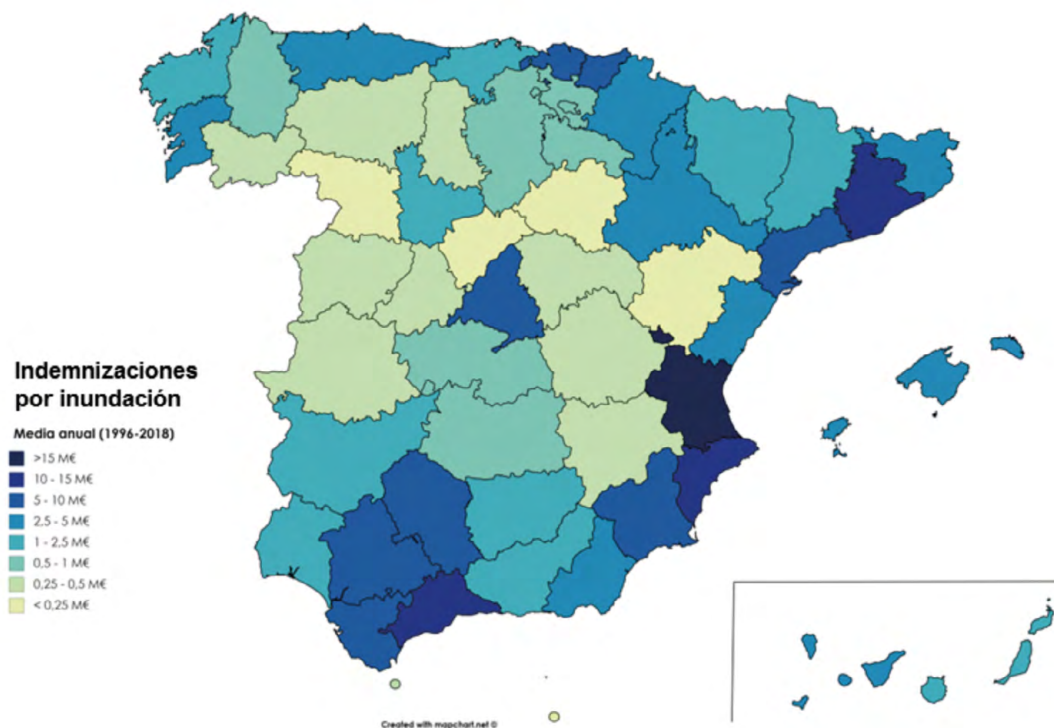 Indemnizaciones
por inundación
Media anual (1996-2018)
>15 M€
10 - 15 M€
5 - 10 M€
2.5 - 5 M€
1 - 2,5 M€
0,5 - 1 M€
0,25 - 0,5 M€
< 0,25 M€
Created with mapchart.net ©